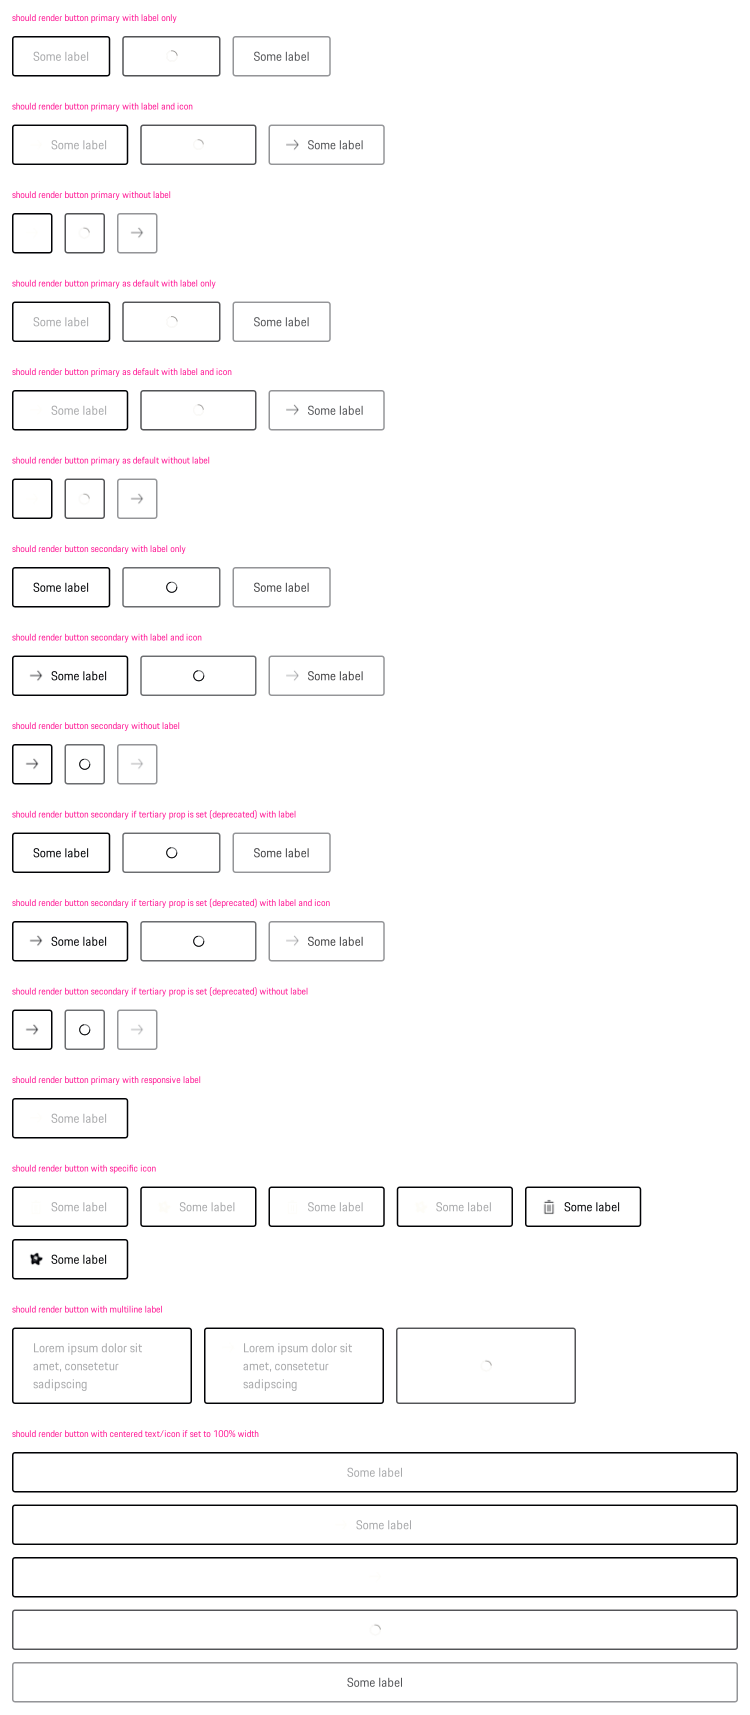 should render button primary with label only
Some label Some label
should render button primary with label and icon
Some label Some label
should render button primary without label
should render button primary as default with label only
Some label Some label
should render button primary as default with label and icon
Some label Some label
should render button primary as default without label
should render button secondary with label only
Some label Some label
should render button secondary with label and icon
Some label Some label
should render button secondary without label
should render button secondary if tertiary prop is set (deprecated) with label
Some label Some label
should render button secondary if tertiary prop is set (deprecated) with label and icon
Some label Some label
should render button secondary if tertiary prop is set (deprecated) without label
should render button primary with responsive label
Some label
should render button with specific icon
Some label Some label Some label Some label Some label
Some label
should render button with multiline label
Lorem ipsum dolor sit
amet, consetetur
sadipscing
Lorem ipsum dolor sit
amet, consetetur
sadipscing
should render button with centered text/icon if set to 100% width
Some label
Some label
Some label